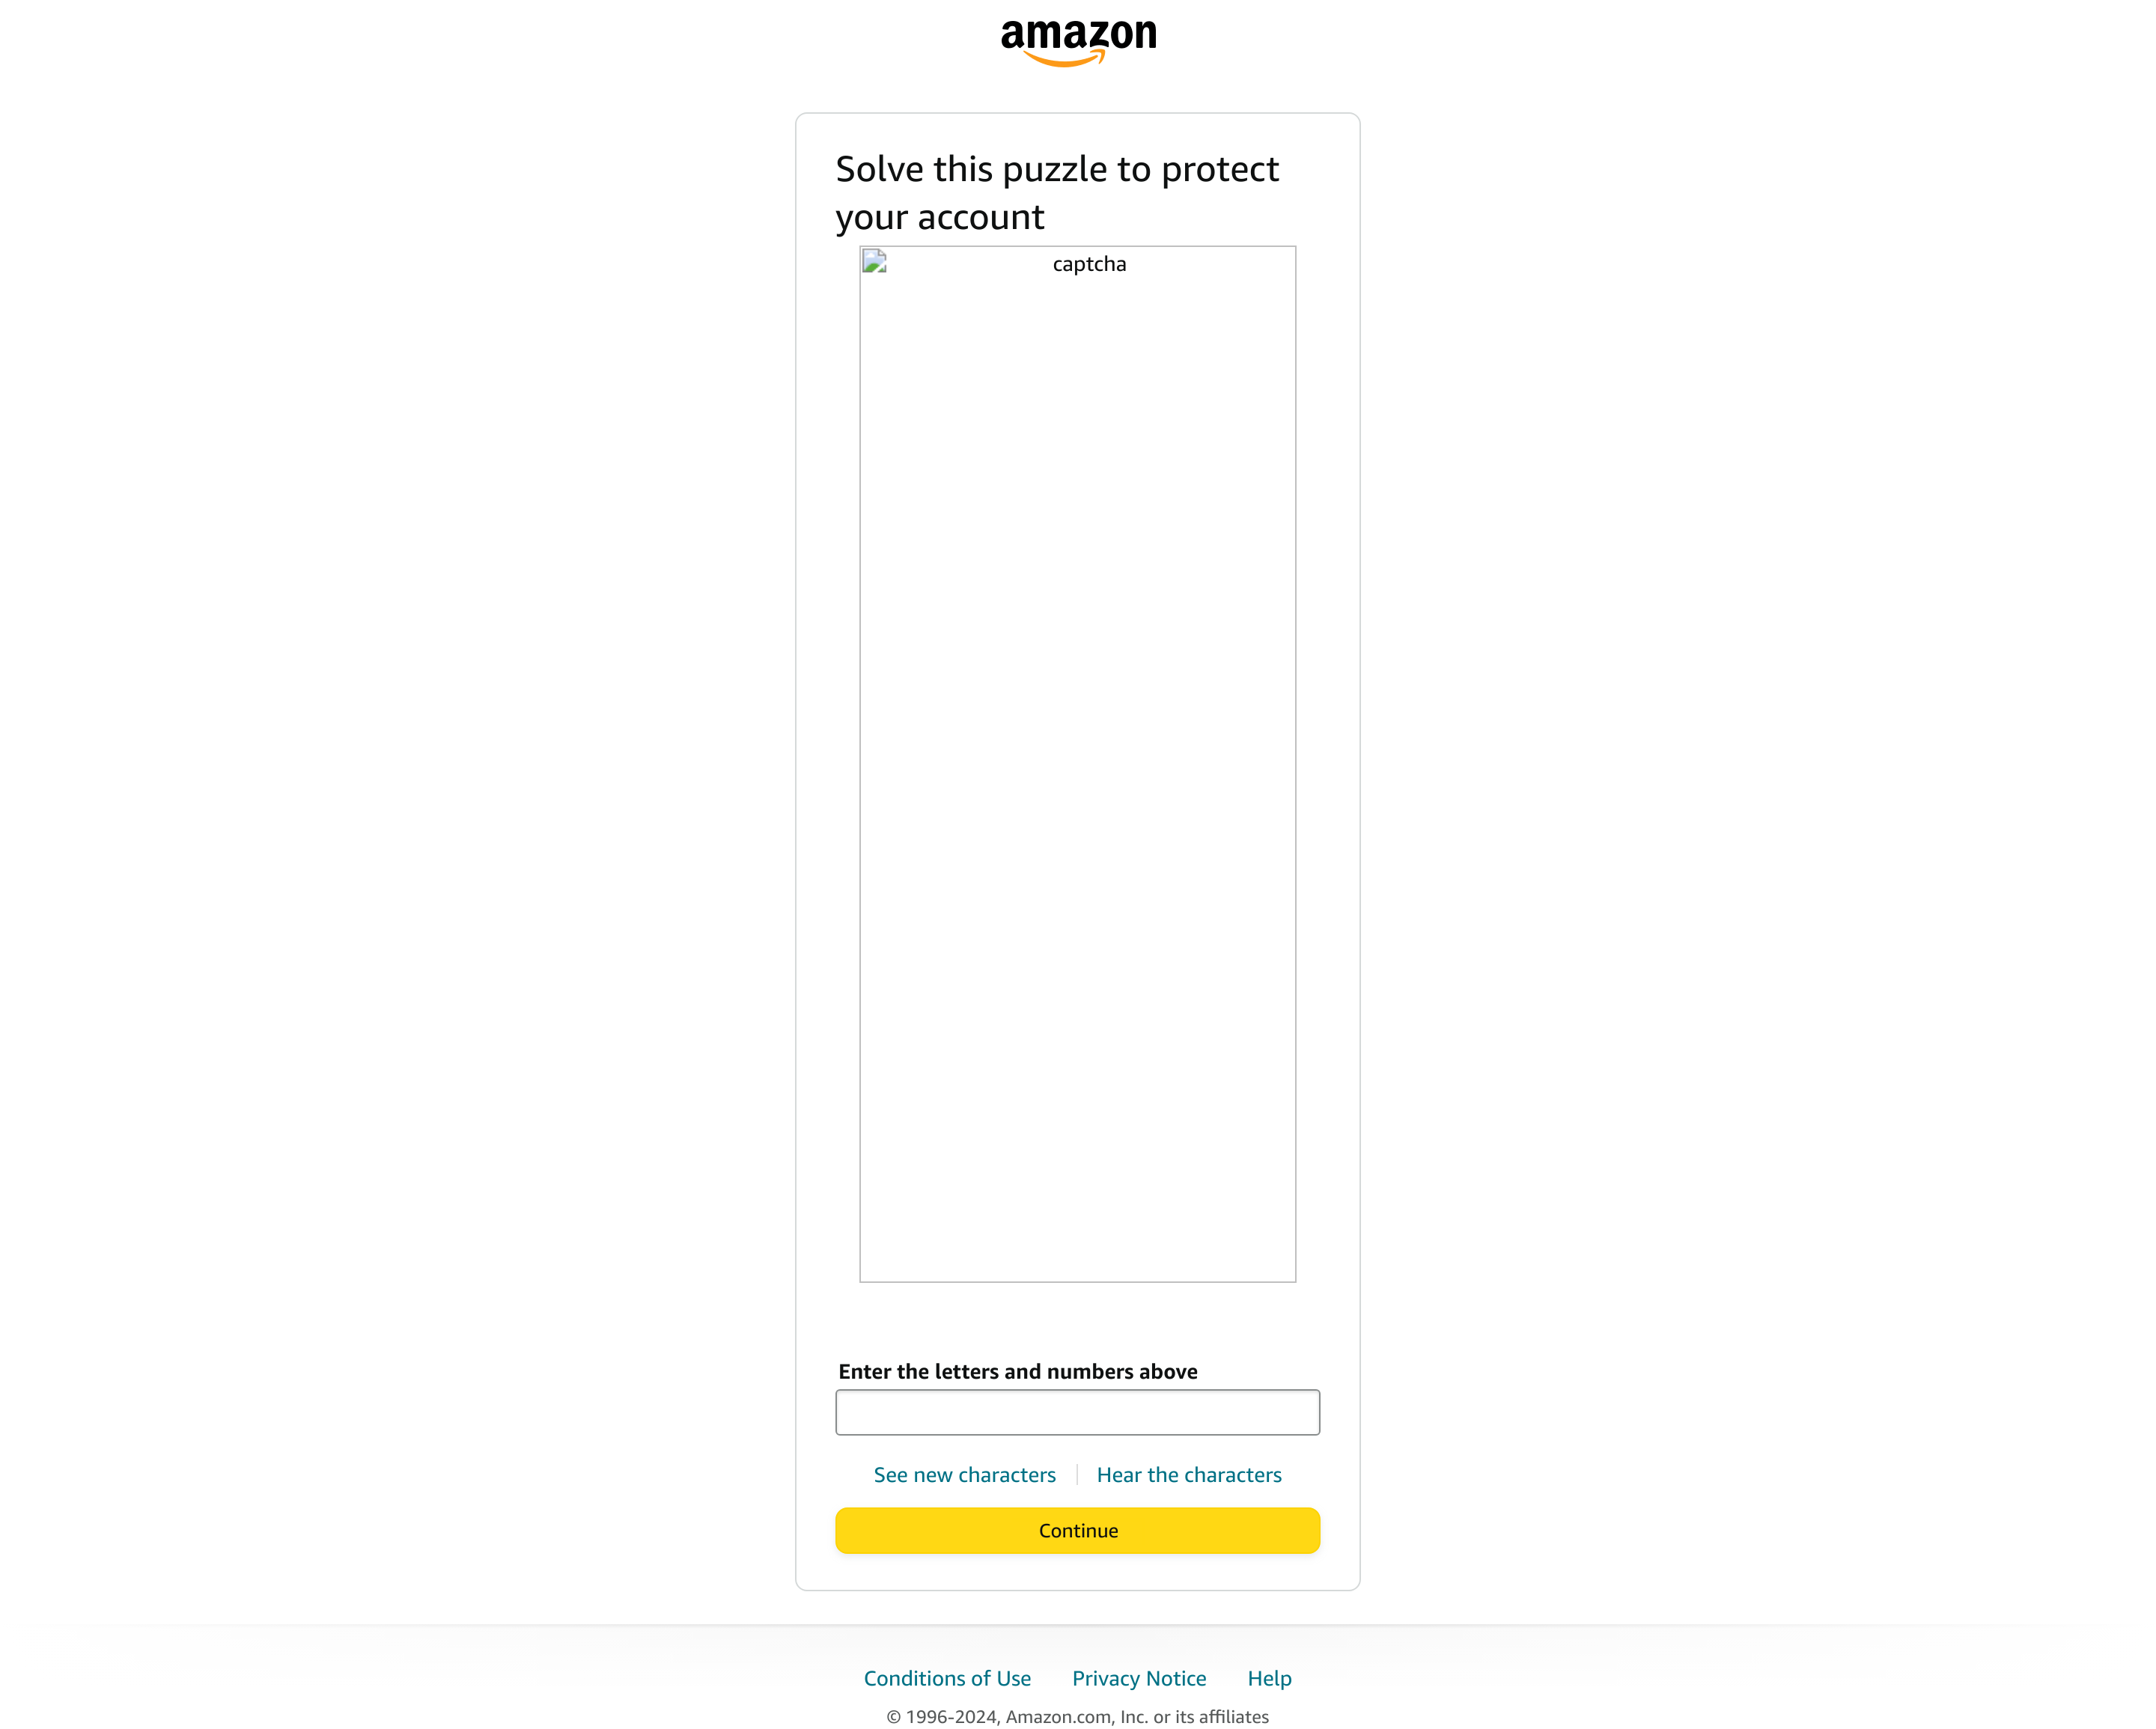 amazon
Solve this puzzle to protect
your account
captcha
Enter the letters and numbers above
See new characters
Hear the characters
Continue
Conditions of Use
Privacy Notice
Help
© 1996-2024, Amazon.com, Inc. or its affiliates